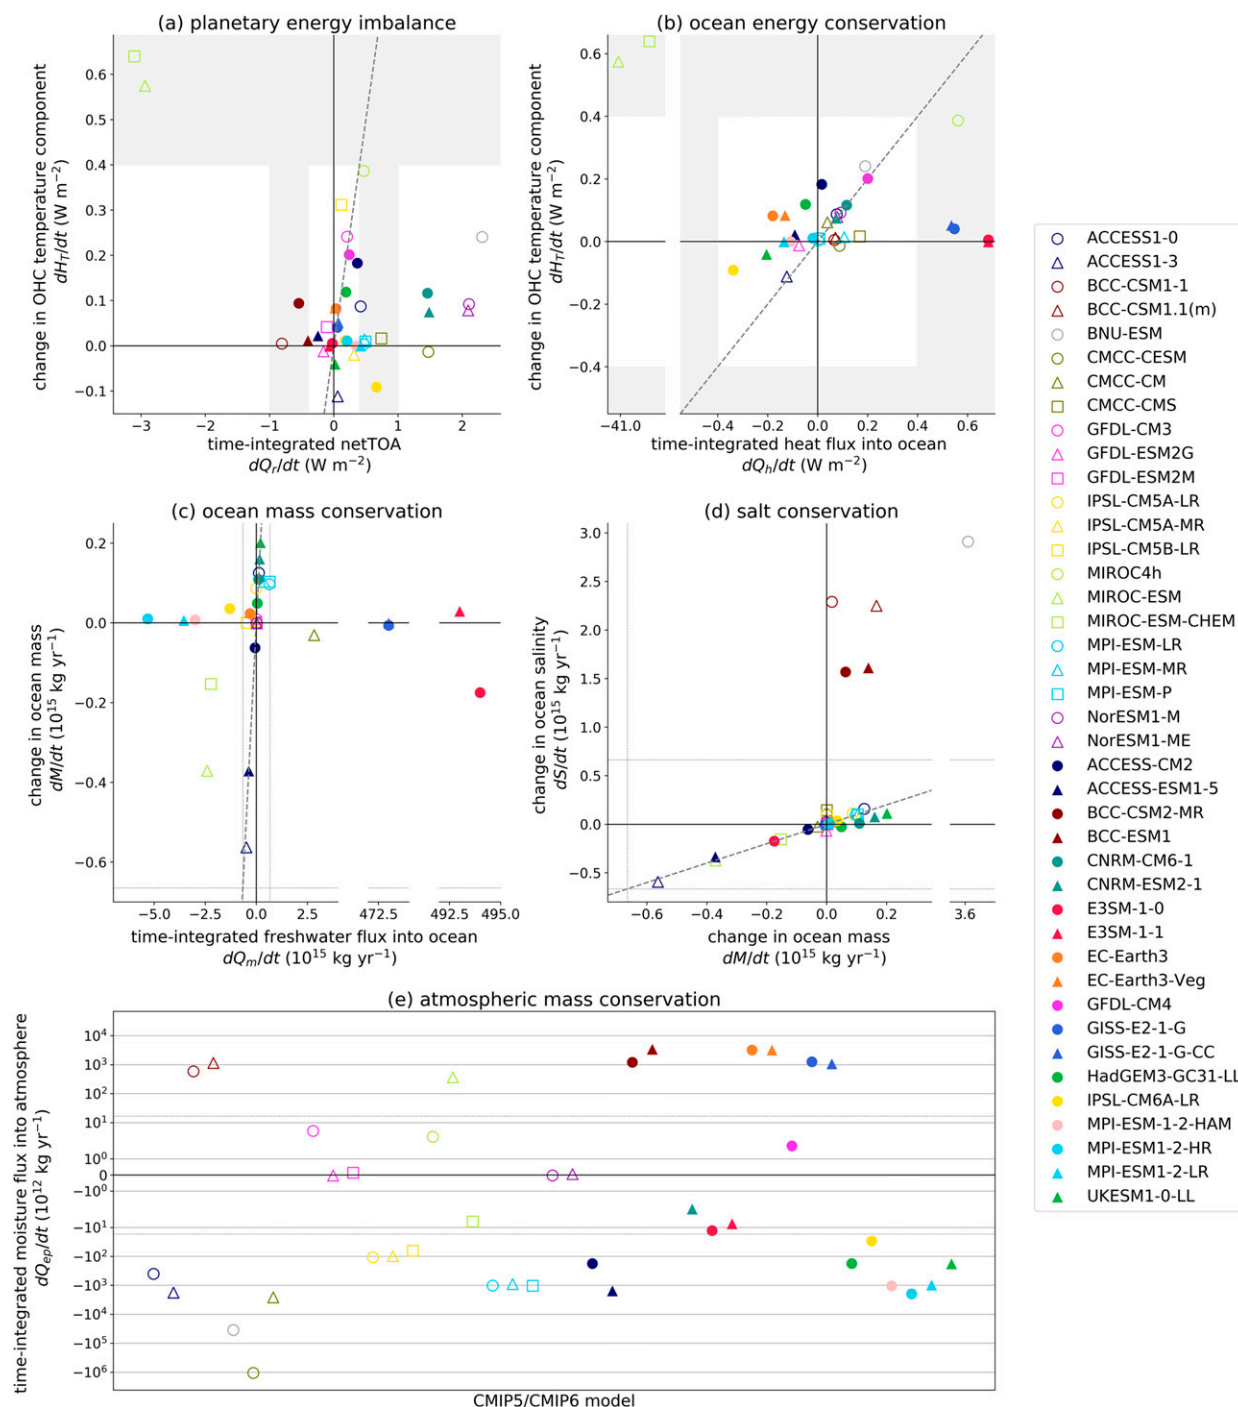 (a) planetary energy imbalance
change in OHC temperature component
dH_T/dt (W m⁻²)
0.6
0.5
0.4
0.3
0.2
0.1
0.0
−0.1
−3
−2
−1
0
1
2
time-integrated netTOA
dQ_r/dt (W m⁻²)
(b) ocean energy conservation
change in OHC temperature component
dH_T/dt (W m⁻²)
0.6
0.4
0.2
0.0
−0.2
−0.4
−41.0
−0.4
−0.2
0.0
0.2
0.4
0.6
time-integrated heat flux into ocean
dQ_h/dt (W m⁻²)
(c) ocean mass conservation
change in ocean mass
dM/dt (10¹⁵ kg yr⁻¹)
0.2
0.0
−0.2
−0.4
−0.6
−5.0
−2.5
0.0
2.5
472.5
492.5
495.0
time-integrated freshwater flux into ocean
dQ_m/dt (10¹⁵ kg yr⁻¹)
(d) salt conservation
change in ocean salinity
dS/dt (10¹⁵ kg yr⁻¹)
3.0
2.5
2.0
1.5
1.0
0.5
0.0
−0.5
−0.6
−0.4
−0.2
0.0
0.2
3.6
change in ocean mass
dM/dt (10¹⁵ kg yr⁻¹)
(e) atmospheric mass conservation
time-integrated moisture flux into atmosphere
dQ_ep/dt (10¹² kg yr⁻¹)
10⁴
10³
10²
10¹
10⁰
0
−10⁰
−10¹
−10²
−10³
−10⁴
−10⁵
−10⁶
CMIP5/CMIP6 model
ACCESS1-0
ACCESS1-3
BCC-CSM1-1
BCC-CSM1.1(m)
BNU-ESM
CMCC-CESM
CMCC-CM
CMCC-CMS
GFDL-CM3
GFDL-ESM2G
GFDL-ESM2M
IPSL-CM5A-LR
IPSL-CM5A-MR
IPSL-CM5B-LR
MIROC4h
MIROC-ESM
MIROC-ESM-CHEM
MPI-ESM-LR
MPI-ESM-MR
MPI-ESM-P
NorESM1-M
NorESM1-ME
ACCESS-CM2
ACCESS-ESM1-5
BCC-CSM2-MR
BCC-ESM1
CNRM-CM6-1
CNRM-ESM2-1
E3SM-1-0
E3SM-1-1
EC-Earth3
EC-Earth3-Veg
GFDL-CM4
GISS-E2-1-G
GISS-E2-1-G-CC
HadGEM3-GC31-LL
IPSL-CM6A-LR
MPI-ESM-1-2-HAM
MPI-ESM1-2-HR
MPI-ESM1-2-LR
UKESM1-0-LL